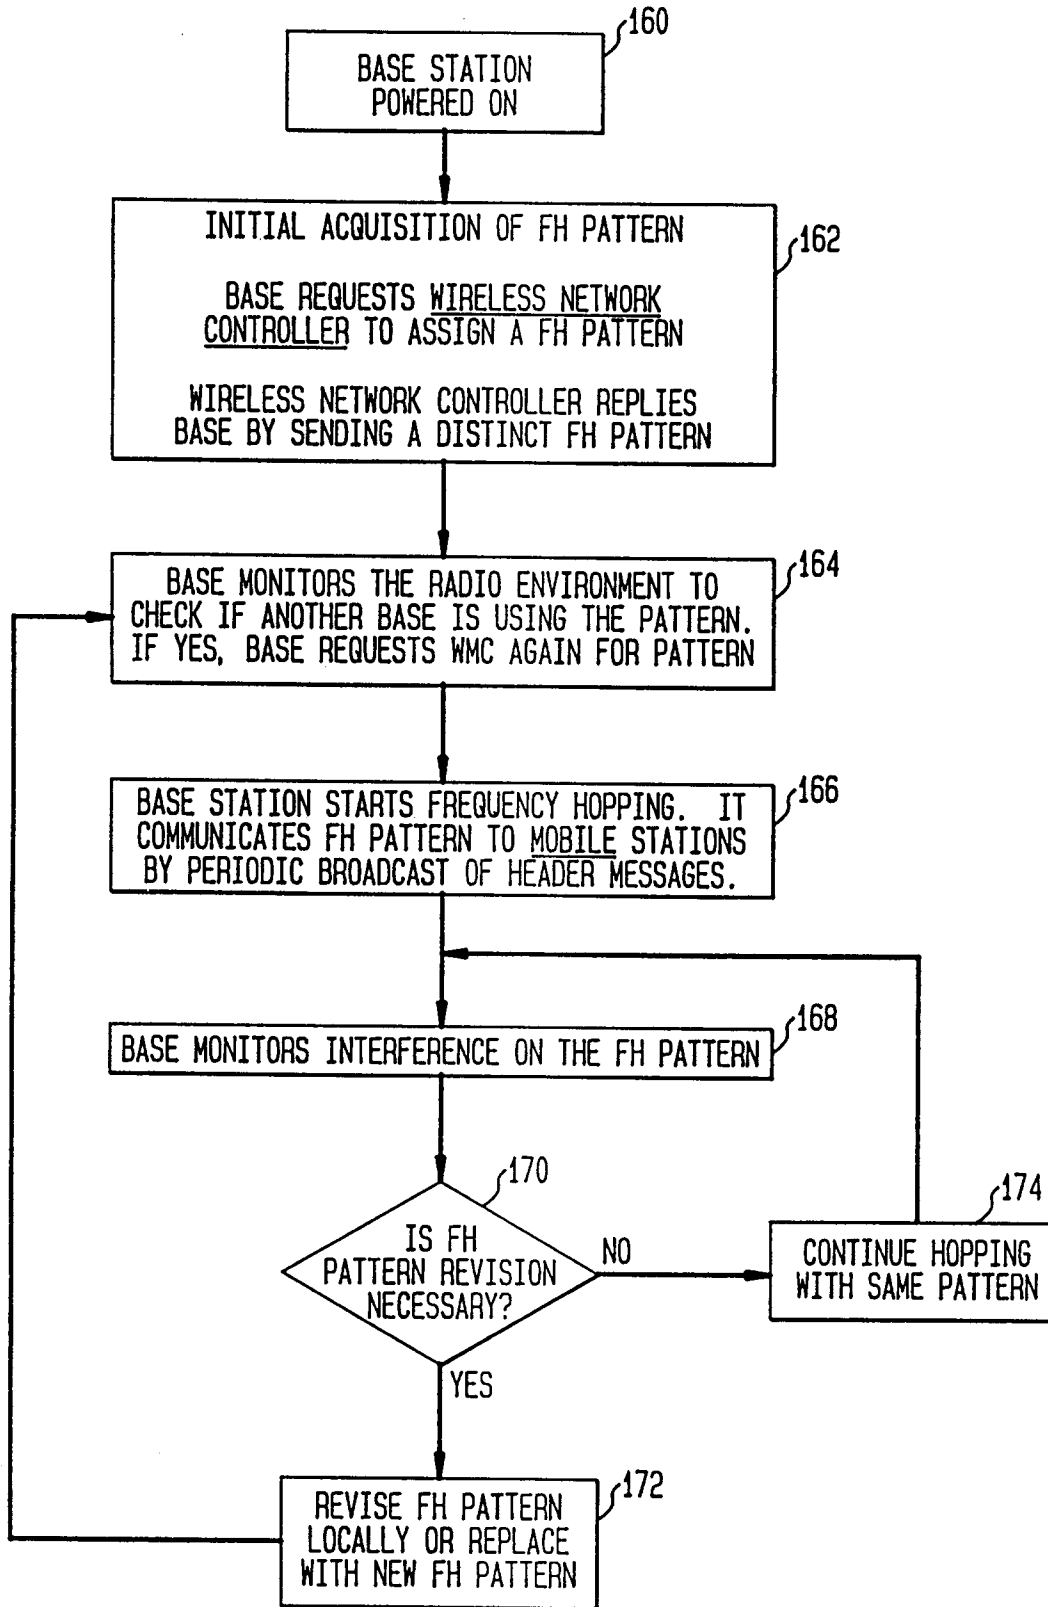 160
BASE STATION
POWERED ON
162
INITIAL ACQUISITION OF FH PATTERN
BASE REQUESTS WIRELESS NETWORK
CONTROLLER TO ASSIGN A FH PATTERN
WIRELESS NETWORK CONTROLLER REPLIES
BASE BY SENDING A DISTINCT FH PATTERN
164
BASE MONITORS THE RADIO ENVIRONMENT TO
CHECK IF ANOTHER BASE IS USING THE PATTERN.
IF YES, BASE REQUESTS WMC AGAIN FOR PATTERN
166
BASE STATION STARTS FREQUENCY HOPPING. IT
COMMUNICATES FH PATTERN TO MOBILE STATIONS
BY PERIODIC BROADCAST OF HEADER MESSAGES.
168
BASE MONITORS INTERFERENCE ON THE FH PATTERN
170
IS FH
PATTERN REVISION
NECESSARY?
NO
174
CONTINUE HOPPING
WITH SAME PATTERN
YES
172
REVISE FH PATTERN
LOCALLY OR REPLACE
WITH NEW FH PATTERN